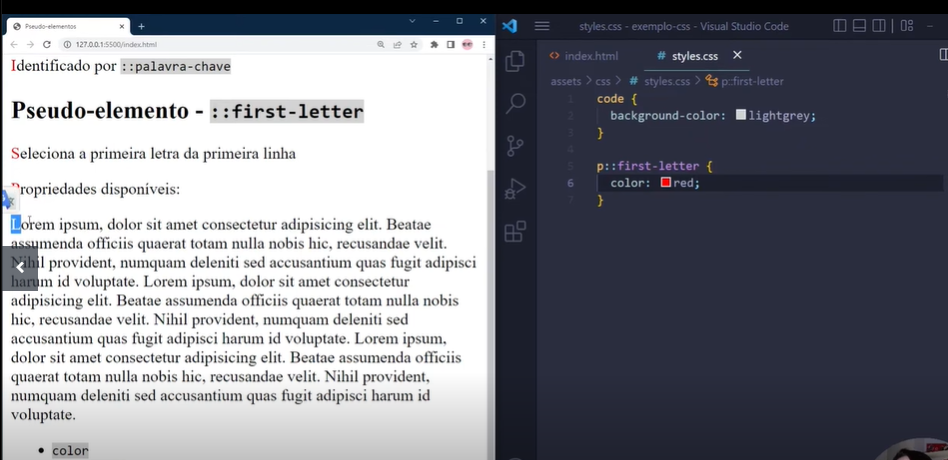 Pseudo-elementos
127.0.0.1:5500/index.html
Identificado por ::palavra-chave
Pseudo-elemento - ::first-letter
Seleciona a primeira letra da primeira linha
Propriedades disponíveis:
Lorem ipsum, dolor sit amet consectetur adipisicing elit. Beatae
assumenda officiis quaerat totam nulla nobis hic, recusandae velit.
Nihil provident, numquam deleniti sed accusantium quas fugit adipisci
harum id voluptate. Lorem ipsum, dolor sit amet consectetur
adipisicing elit. Beatae assumenda officiis quaerat totam nulla nobis
hic, recusandae velit. Nihil provident, numquam deleniti sed
accusantium quas fugit adipisci harum id voluptate. Lorem ipsum,
dolor sit amet consectetur adipisicing elit. Beatae assumenda officiis
quaerat totam nulla nobis hic, recusandae velit. Nihil provident,
numquam deleniti sed accusantium quas fugit adipisci harum id
voluptate.
color
styles.css - exemplo-css - Visual Studio Code
index.html
# styles.css
assets > css > # styles.css > p::first-letter
1 code {
2 background-color: lightgrey;
3 }
4
5 p::first-letter {
6 color: red;
7 }